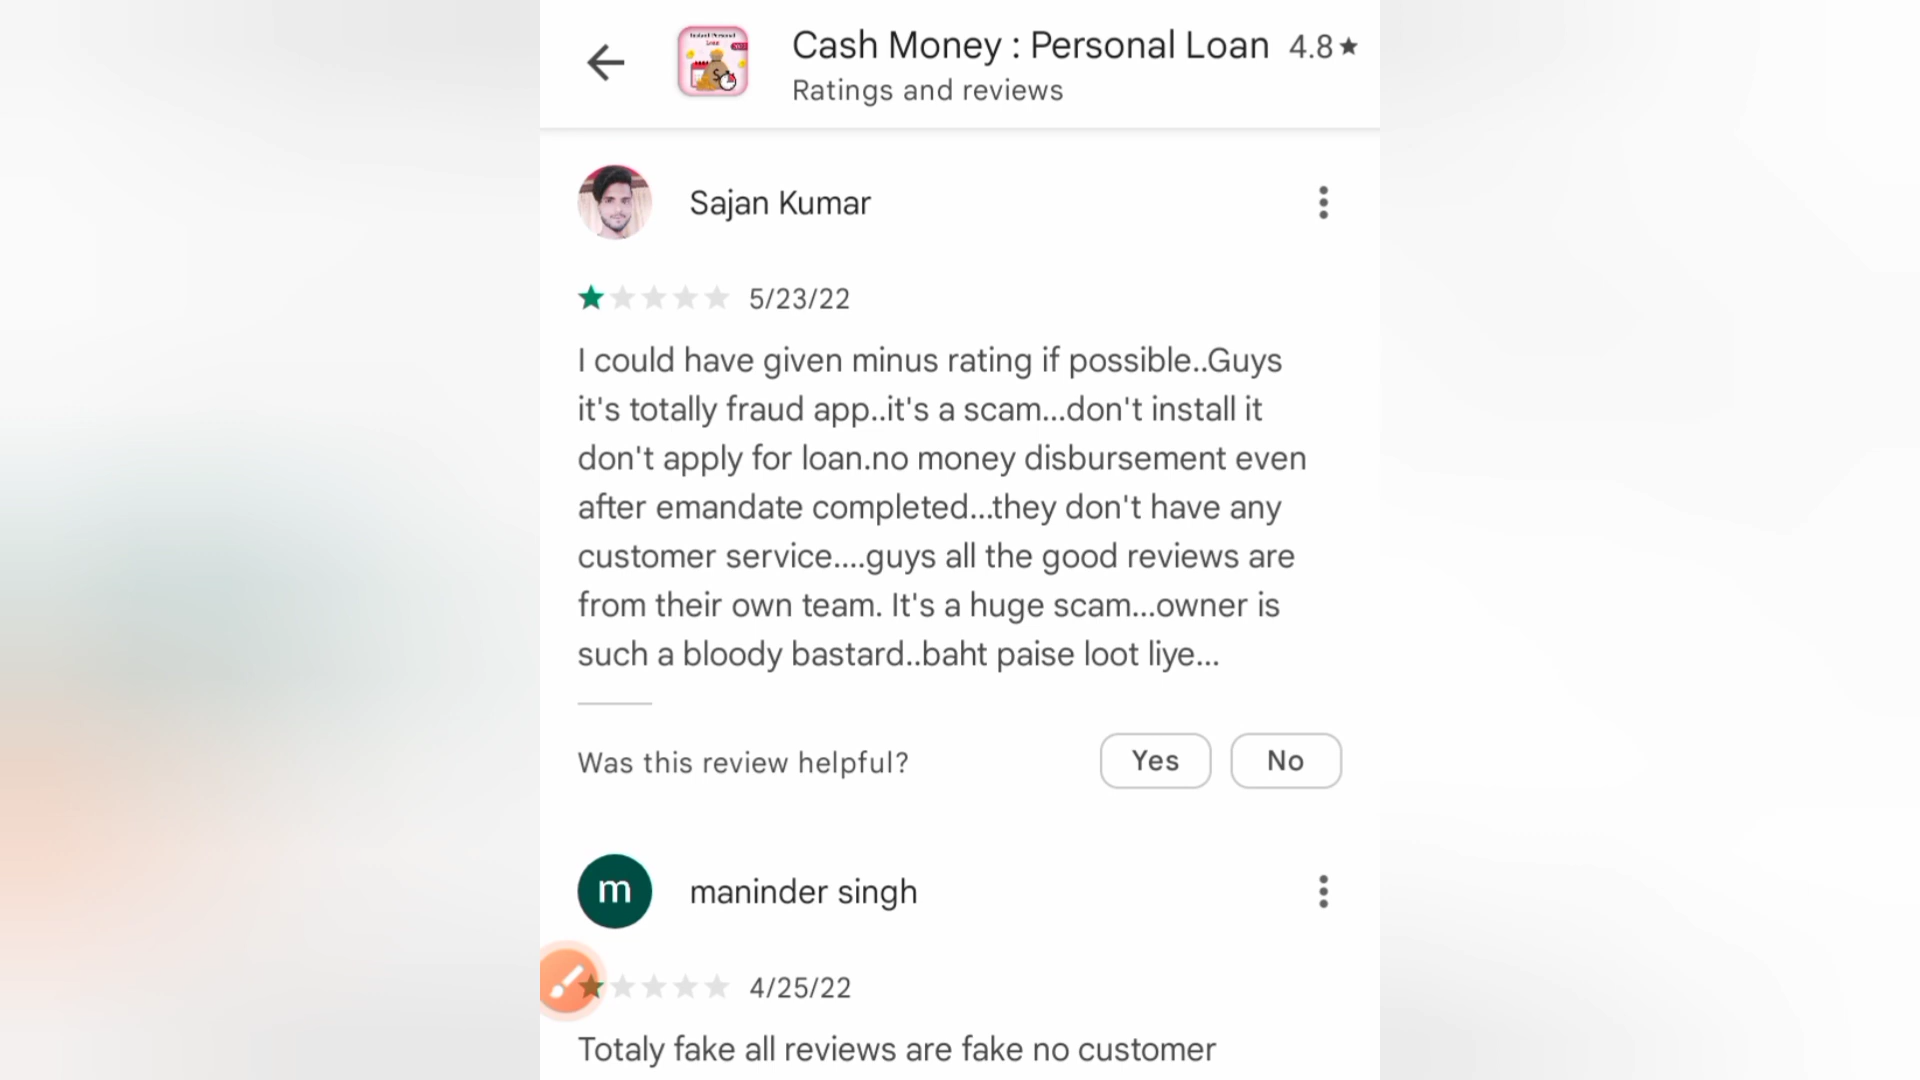 Instant Personal
Loan
Cash Money : Personal Loan 4.8★
Ratings and reviews
Sajan Kumar
5/23/22
I could have given minus rating if possible..Guys
it's totally fraud app..it's a scam...don't install it
don't apply for loan.no money disbursement even
after emandate completed...they don't have any
customer service....guys all the good reviews are
from their own team. It's a huge scam...owner is
such a bloody bastard..baht paise loot liye...
Was this review helpful? Yes No
m maninder singh
4/25/22
Totaly fake all reviews are fake no customer